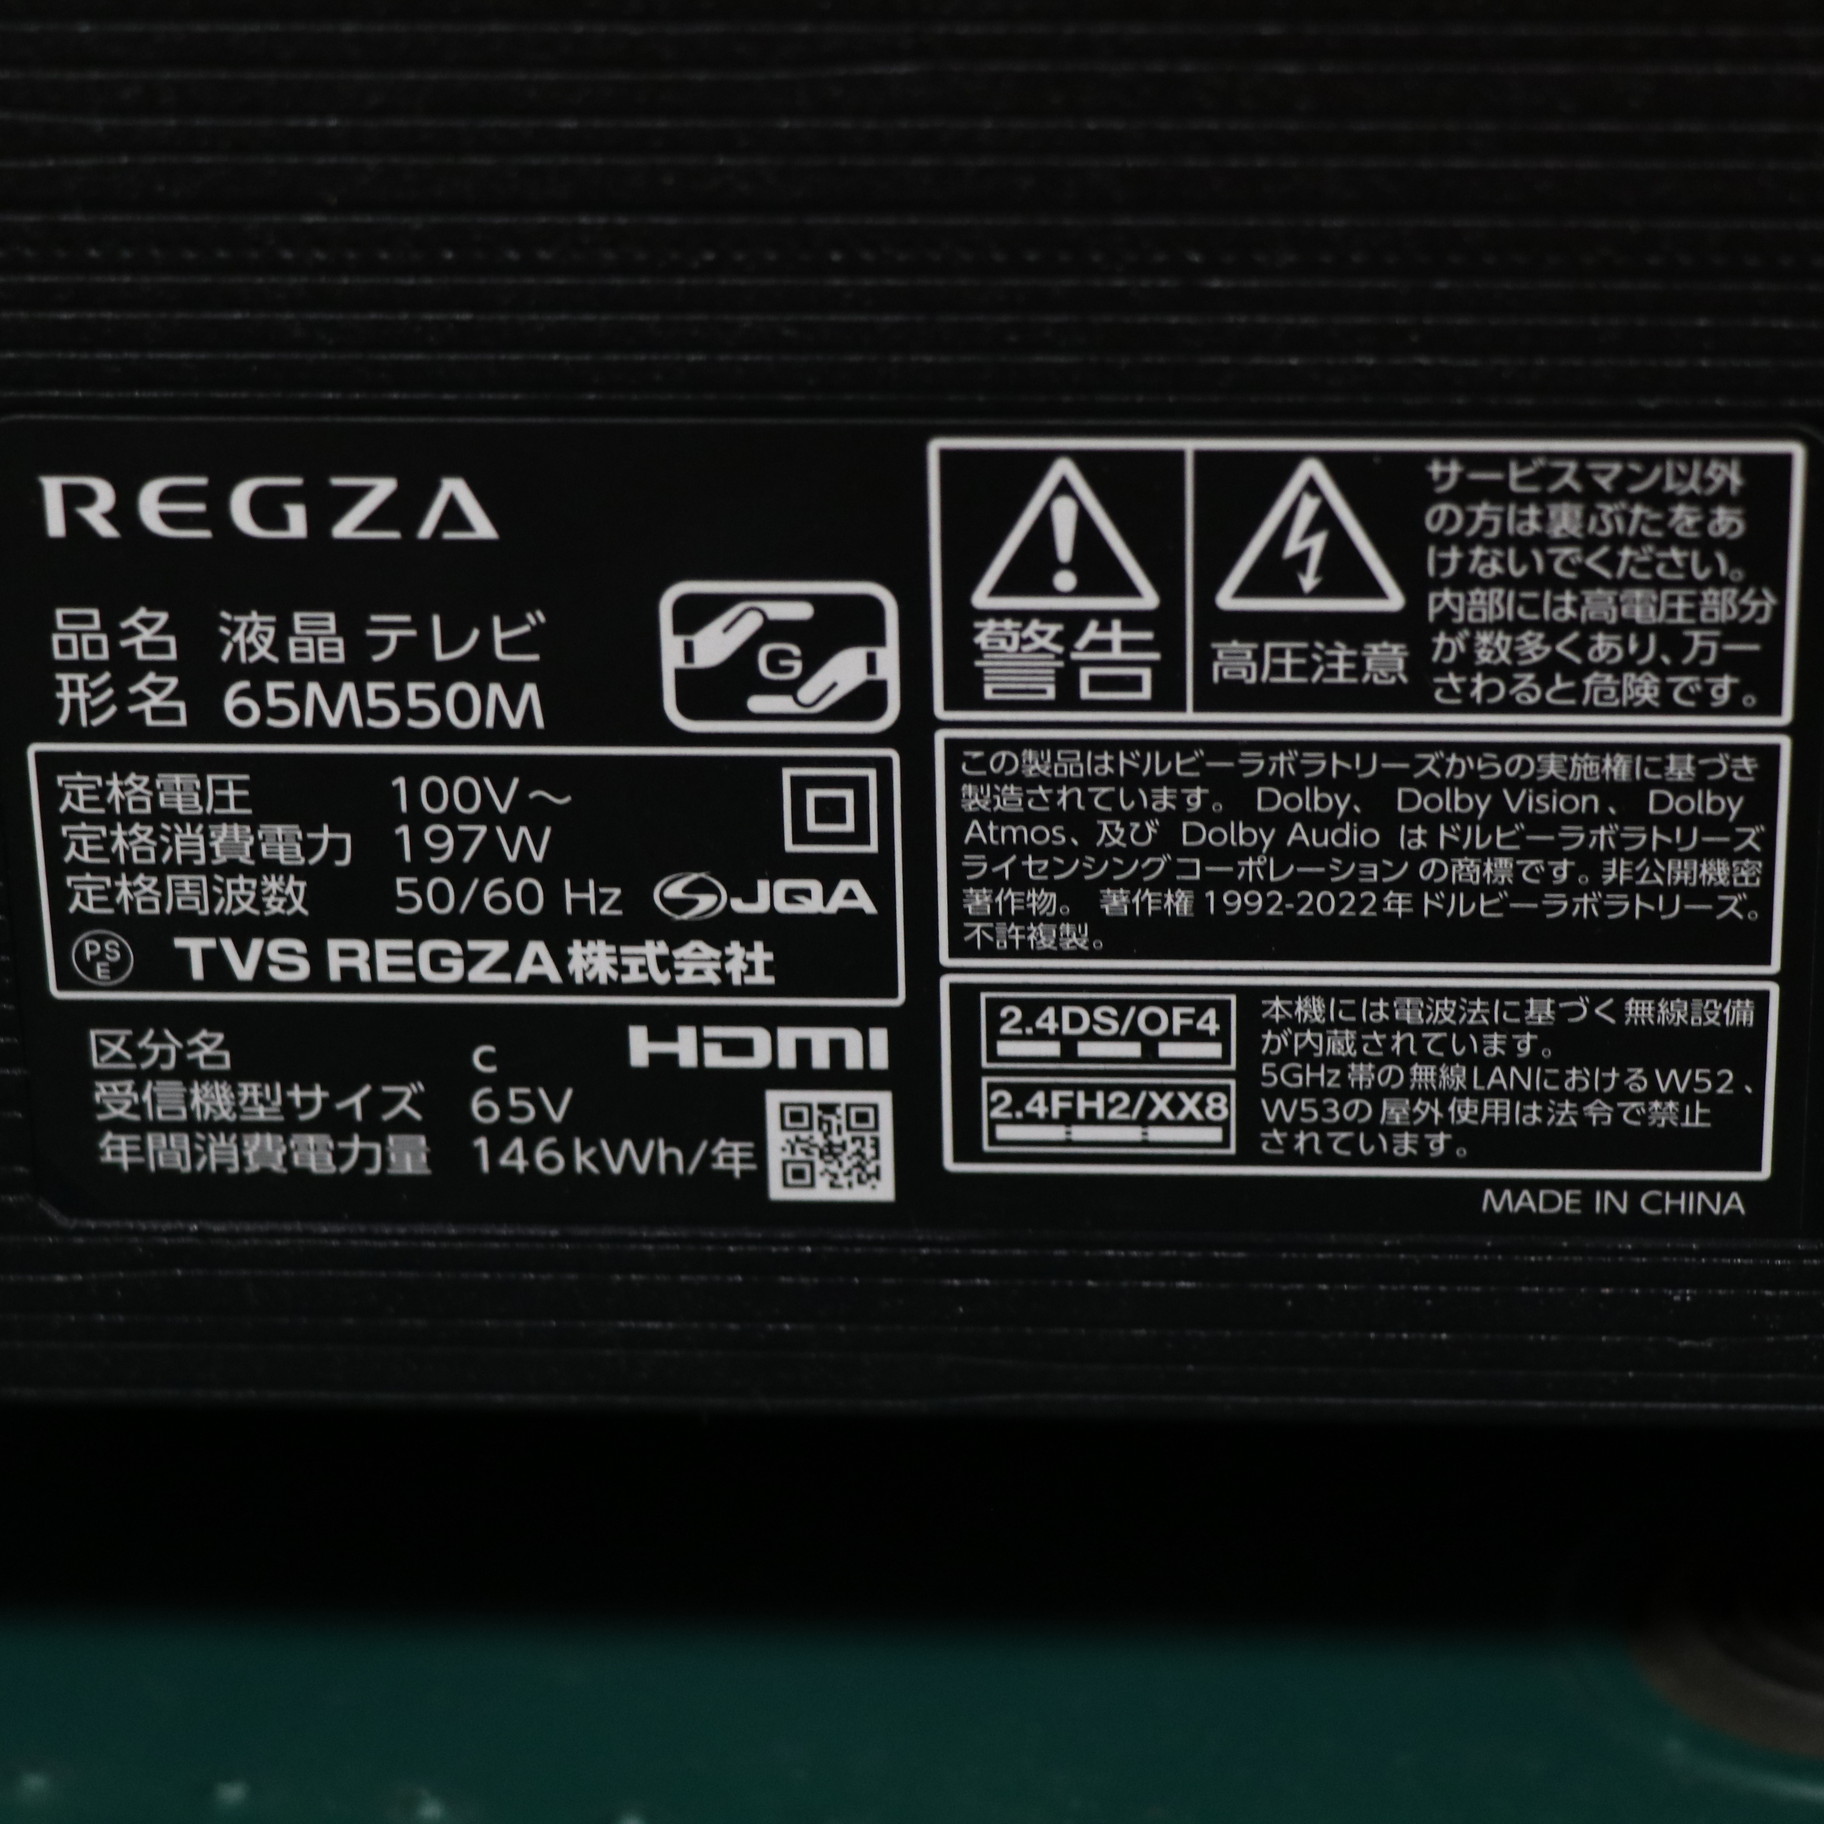 REGZA
品名 液晶テレビ
形名 65M550M
G
定格電圧 100V～
定格消費電力 197W
定格周波数 50/60 Hz
JQA
PS
E
TVS REGZA株式会社
区分名 c
HDMI
受信機型サイズ 65V
年間消費電力量 146kWh/年
警告
高圧注意
サービスマン以外
の方は裏ぶたをあ
けないでください。
内部には高電圧部分
が数多くあり、万一
さわると危険です。
この製品はドルビーラボラトリーズからの実施権に基づき
製造されています。 Dolby、 Dolby Vision、 Dolby
Atmos、及び Dolby Audio はドルビーラボラトリーズ
ライセンシングコーポレーションの商標です。非公開機密
著作物。 著作権 1992-2022年ドルビーラボラトリーズ。
不許複製。
2.4DS/OF4
2.4FH2/XX8
本機には電波法に基づく無線設備
が内蔵されています。
5GHz帯の無線LANにおけるW52、
W53の屋外使用は法令で禁止
されています。
MADE IN CHINA